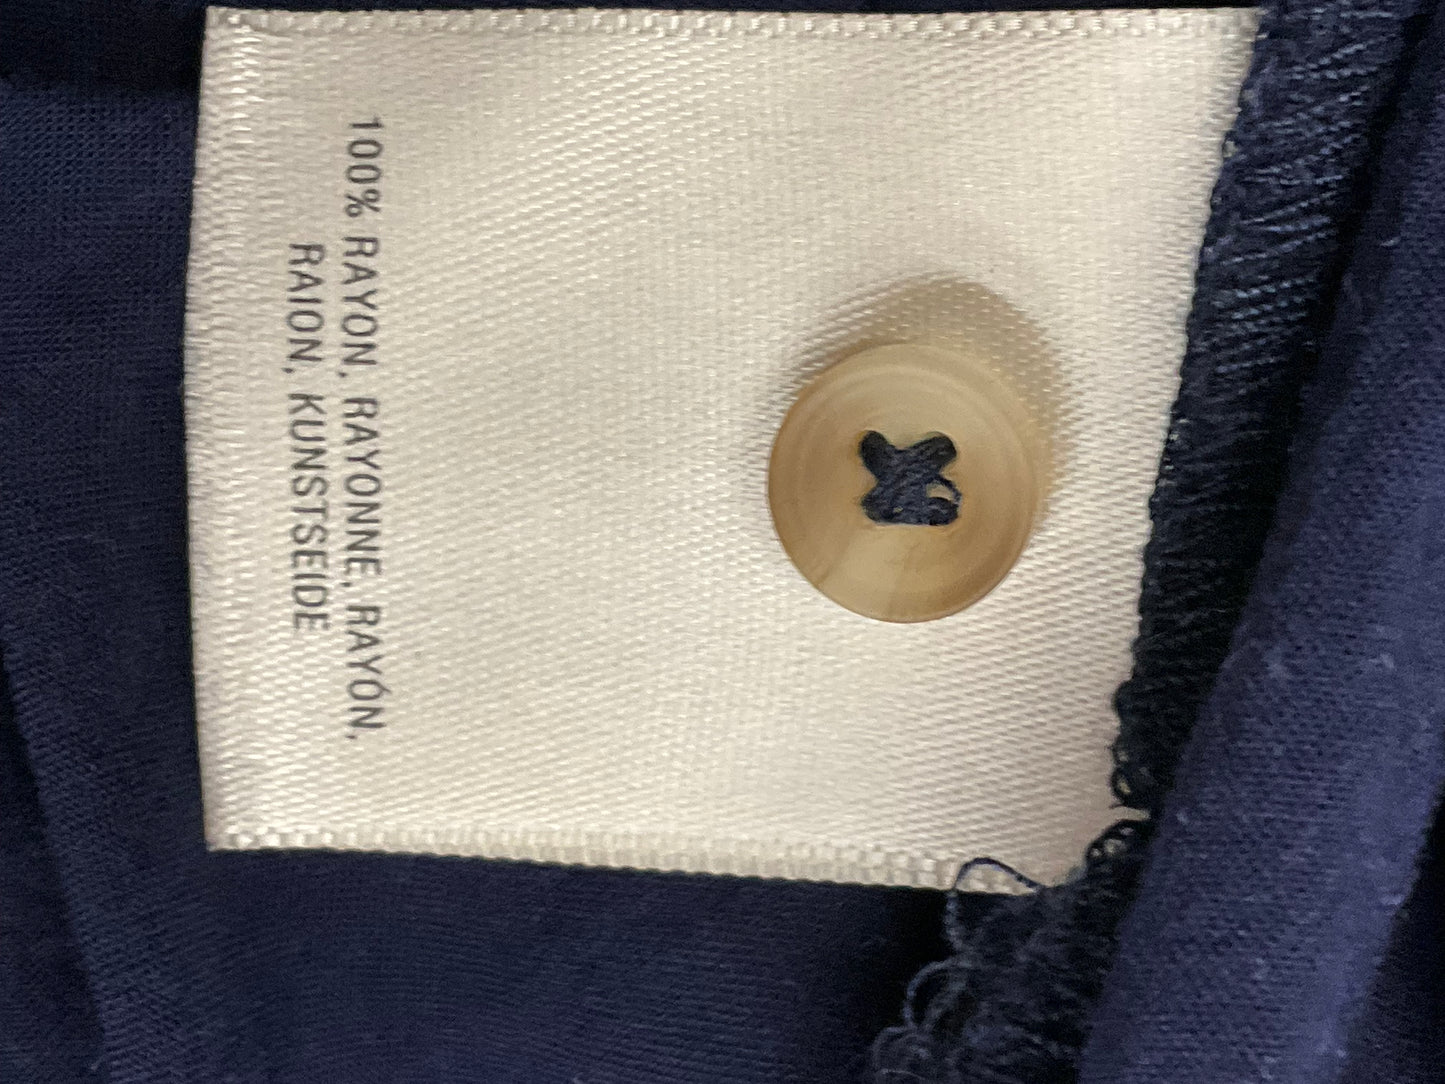 100% RAYON, RAYONNE, RAYÓN,
RAION, KUNSTSEIDE